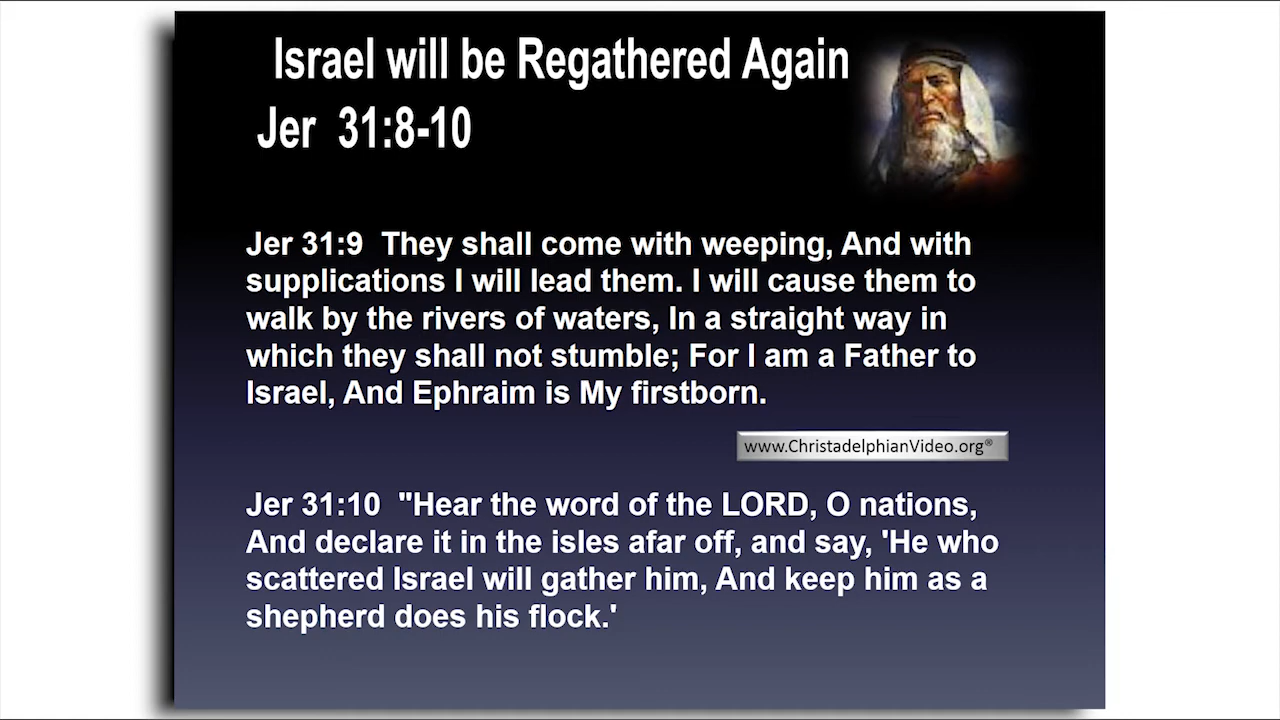 Israel will be Regathered Again
Jer 31:8-10
Jer 31:9 They shall come with weeping, And with
supplications I will lead them. I will cause them to
walk by the rivers of waters, In a straight way in
which they shall not stumble; For I am a Father to
Israel, And Ephraim is My firstborn.
www.ChristadelphianVideo.org®
Jer 31:10 "Hear the word of the LORD, O nations,
And declare it in the isles afar off, and say, 'He who
scattered Israel will gather him, And keep him as a
shepherd does his flock.'